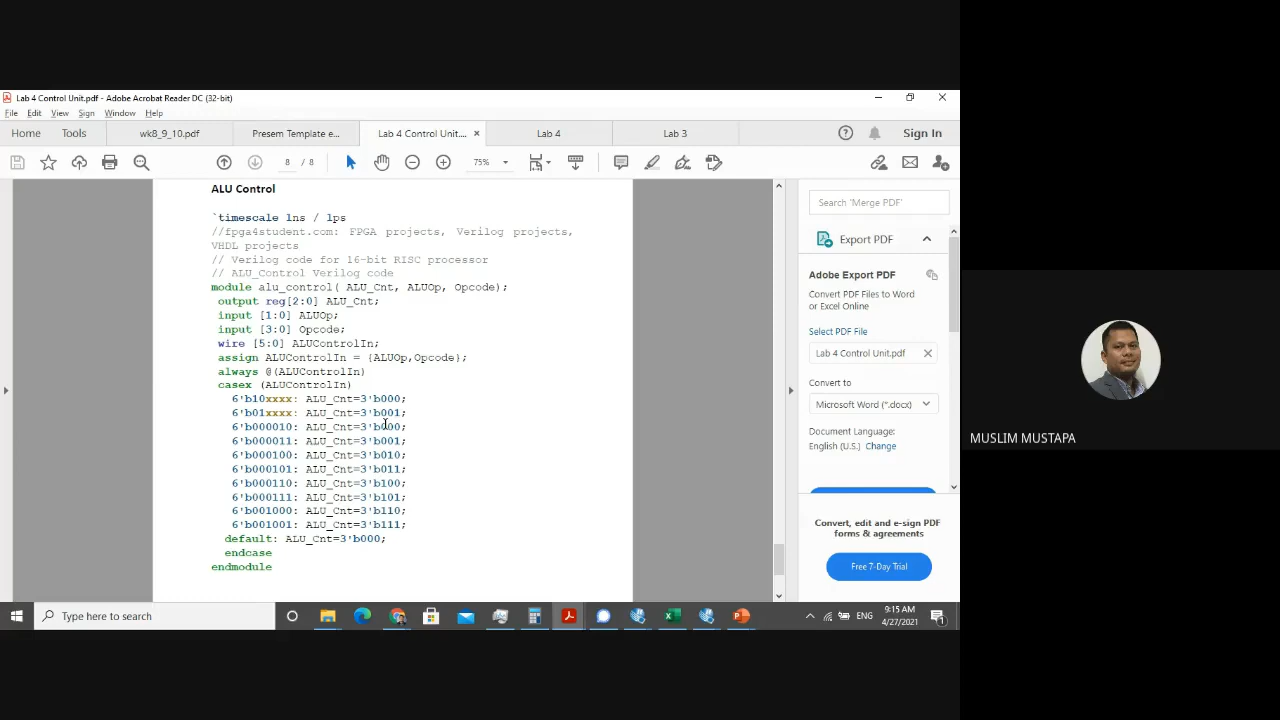 Lab 4 Control Unit.pdf - Adobe Acrobat Reader DC (32-bit)
File Edit View Sign Window Help
Home Tools wk8_9_10.pdf Presem Template e... Lab 4 Control Unit.... × Lab 4 Lab 3 Sign In
8 / 8 75%
ALU Control
`timescale 1ns / 1ps
//fpga4student.com: FPGA projects, Verilog projects,
VHDL projects
// Verilog code for 16-bit RISC processor
// ALU_Control Verilog code
module alu_control( ALU_Cnt, ALUOp, Opcode);
output reg[2:0] ALU_Cnt;
input [1:0] ALUOp;
input [3:0] Opcode;
wire [5:0] ALUControlIn;
assign ALUControlIn = {ALUOp,Opcode};
always @(ALUControlIn)
casex (ALUControlIn)
6'b10xxxx: ALU_Cnt=3'b000;
6'b01xxxx: ALU_Cnt=3'b001;
6'b000010: ALU_Cnt=3'b000;
6'b000011: ALU_Cnt=3'b001;
6'b000100: ALU_Cnt=3'b010;
6'b000101: ALU_Cnt=3'b011;
6'b000110: ALU_Cnt=3'b100;
6'b000111: ALU_Cnt=3'b101;
6'b001000: ALU_Cnt=3'b110;
6'b001001: ALU_Cnt=3'b111;
default: ALU_Cnt=3'b000;
endcase
endmodule
Search 'Merge PDF'
Export PDF
Adobe Export PDF
Convert PDF Files to Word
or Excel Online
Select PDF File
Lab 4 Control Unit.pdf
Convert to
Microsoft Word (*.docx)
Document Language:
English (U.S.) Change
Convert, edit and e-sign PDF
forms & agreements
Free 7-Day Trial
MUSLIM MUSTAPA
Type here to search
ENG
9:15 AM
4/27/2021
1